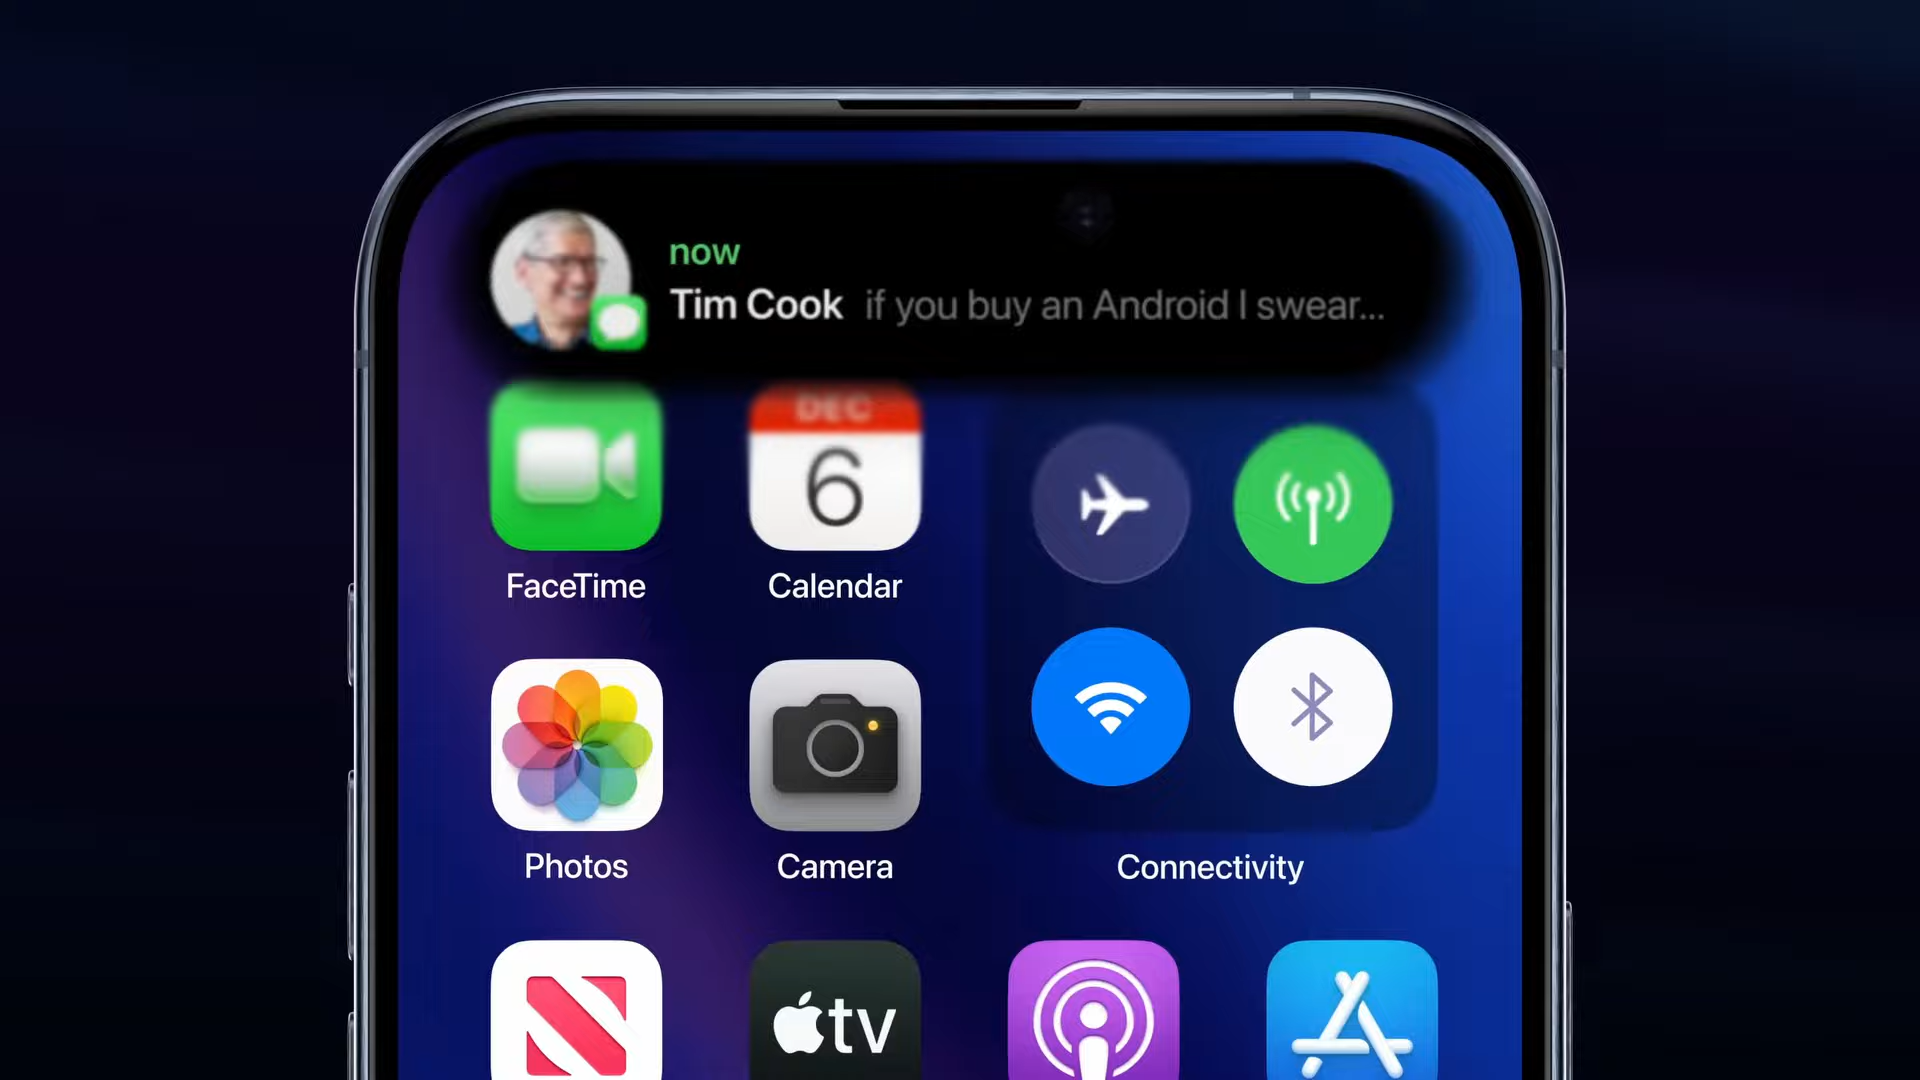 now
Tim Cook if you buy an Android I swear...
DEC
6
FaceTime
Calendar
Photos
Camera
Connectivity
tv